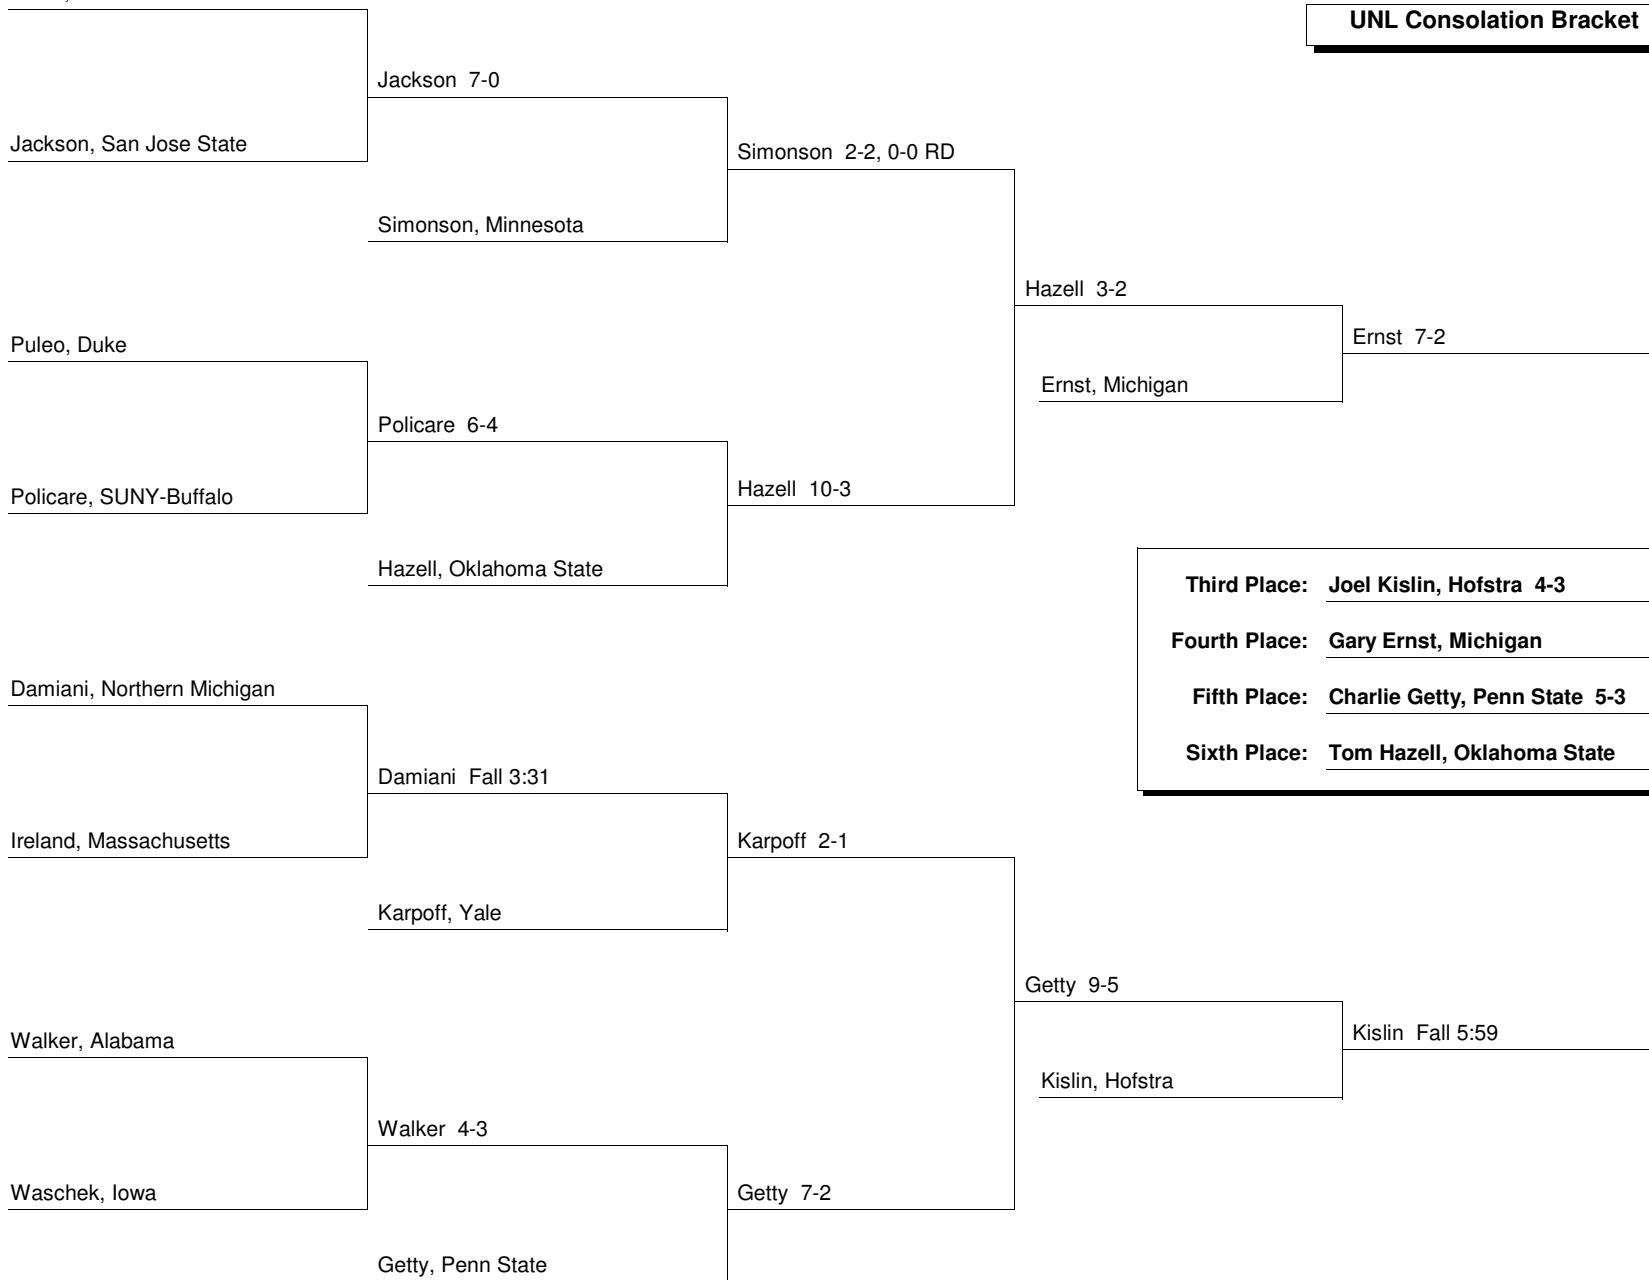 UNL Consolation Bracket
Jackson 7-0
Jackson, San Jose State
Simonson 2-2, 0-0 RD
Simonson, Minnesota
Hazell 3-2
Puleo, Duke
Ernst 7-2
Ernst, Michigan
Policare 6-4
Policare, SUNY-Buffalo
Hazell 10-3
Hazell, Oklahoma State
Third Place: Joel Kislin, Hofstra 4-3
Fourth Place: Gary Ernst, Michigan
Fifth Place: Charlie Getty, Penn State 5-3
Sixth Place: Tom Hazell, Oklahoma State
Damiani, Northern Michigan
Damiani Fall 3:31
Ireland, Massachusetts
Karpoff 2-1
Karpoff, Yale
Getty 9-5
Walker, Alabama
Kislin Fall 5:59
Kislin, Hofstra
Walker 4-3
Waschek, Iowa
Getty 7-2
Getty, Penn State